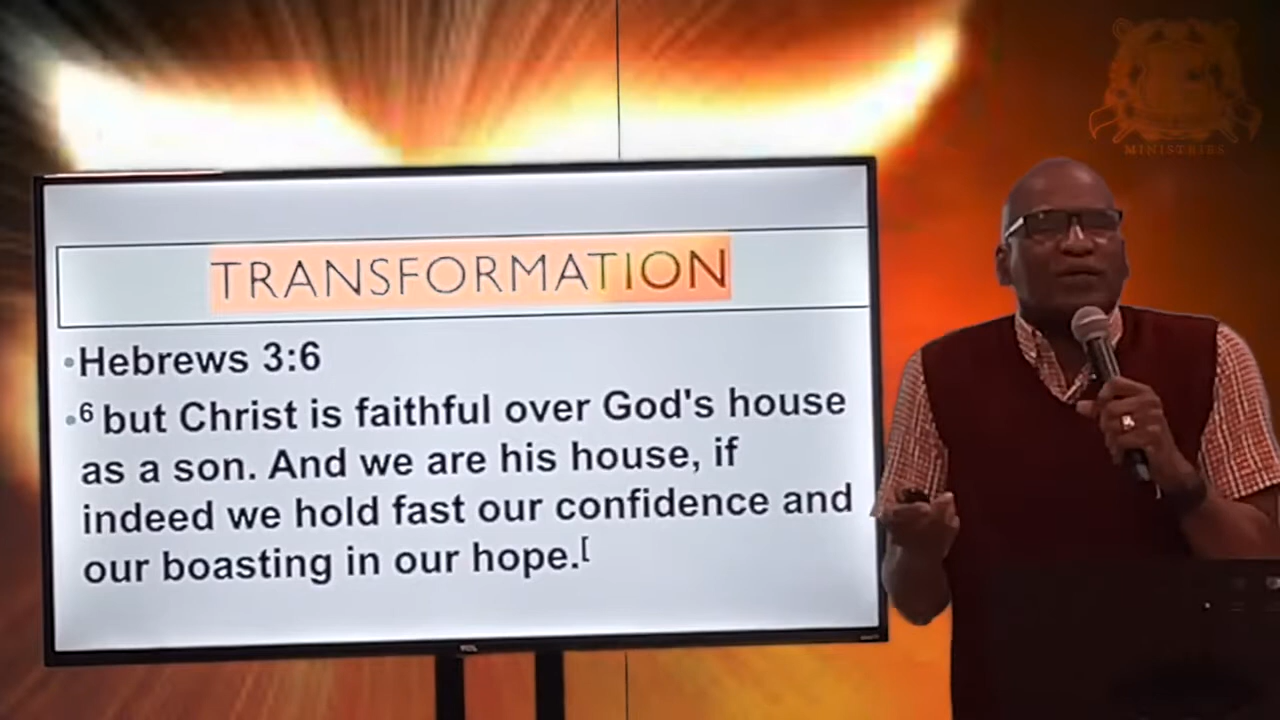 MINISTRIES
TRANSFORMATION
•Hebrews 3:6
•6 but Christ is faithful over God's house
as a son. And we are his house, if
indeed we hold fast our confidence and
our boasting in our hope.[
TCL